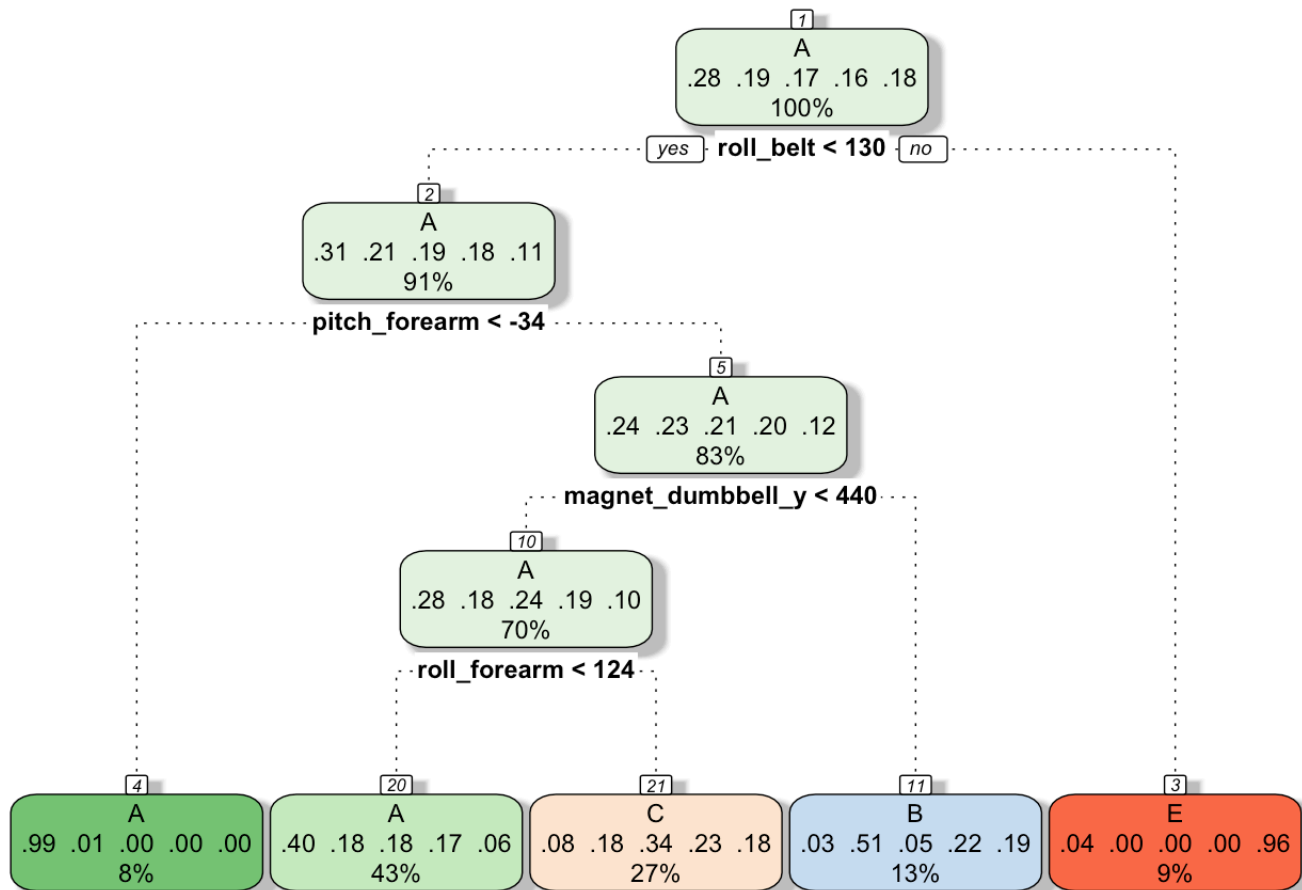 1
A
.28 .19 .17 .16 .18
100%
yes roll_belt < 130 no
2
A
.31 .21 .19 .18 .11
91%
pitch_forearm < -34
5
A
.24 .23 .21 .20 .12
83%
magnet_dumbbell_y < 440
10
A
.28 .18 .24 .19 .10
70%
roll_forearm < 124
4
A
.99 .01 .00 .00 .00
8%
20
A
.40 .18 .18 .17 .06
43%
21
C
.08 .18 .34 .23 .18
27%
11
B
.03 .51 .05 .22 .19
13%
3
E
.04 .00 .00 .00 .96
9%